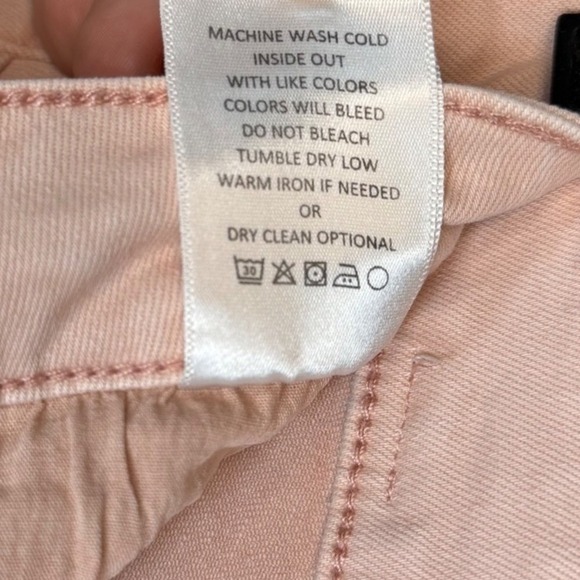 MACHINE WASH COLD
INSIDE OUT
WITH LIKE COLORS
COLORS WILL BLEED
DO NOT BLEACH
TUMBLE DRY LOW
WARM IRON IF NEEDED
OR
DRY CLEAN OPTIONAL
30